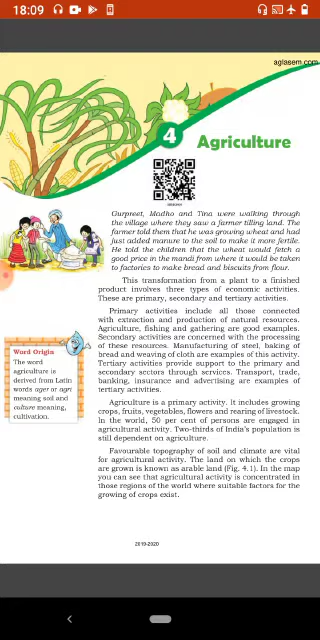 18:09
aglasem.com
4
Agriculture
Gurpreet, Madho and Tina were walking through
the village where they saw a farmer tilling land. The
farmer told them that he was growing wheat and had
just added manure to the soil to make it more fertile.
He told the children that the wheat would fetch a
good price in the mandi from where it would be taken
to factories to make bread and biscuits from flour.
This transformation from a plant to a finished
product involves three types of economic activities.
These are primary, secondary and tertiary activities.
Primary activities include all those connected
with extraction and production of natural resources.
Agriculture, fishing and gathering are good examples.
Secondary activities are concerned with the processing
of these resources. Manufacturing of steel, baking of
bread and weaving of cloth are examples of this activity.
Tertiary activities provide support to the primary and
secondary sectors through services. Transport, trade,
banking, insurance and advertising are examples of
tertiary activities.
Agriculture is a primary activity. It includes growing
crops, fruits, vegetables, flowers and rearing of livestock.
In the world, 50 per cent of persons are engaged in
agricultural activity. Two-thirds of India's population is
still dependent on agriculture.
Favourable topography of soil and climate are vital
for agricultural activity. The land on which the crops
are grown is known as arable land (Fig. 4.1). In the map
you can see that agricultural activity is concentrated in
those regions of the world where suitable factors for the
growing of crops exist.
Word Origin
The word
agriculture is
derived from Latin
words ager or agri
meaning soil and
culture meaning,
cultivation.
2019-2020